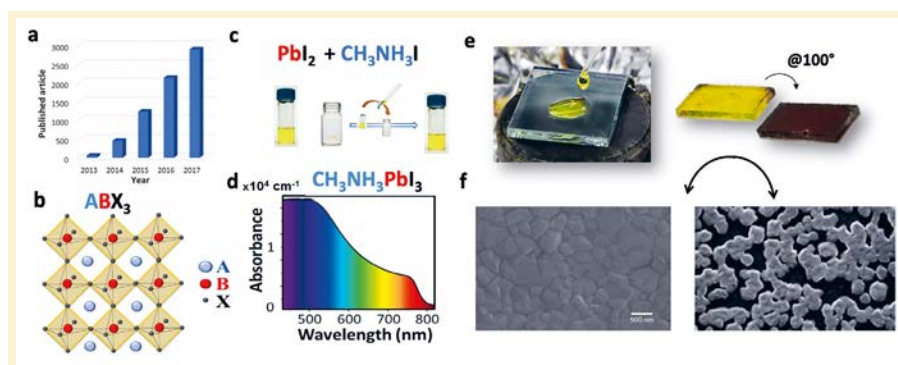 a
3000
2500
2000
1500
1000
500
0
Published article
2013 2014 2015 2016 2017
Year
b
ABX₃
A
B
X
c
PbI₂ + CH₃NH₃I
d
CH₃NH₃PbI₃
x10⁴ cm⁻¹
Absorbance
1
0
500 600 700 800
Wavelength (nm)
e
@100°
f
500 nm